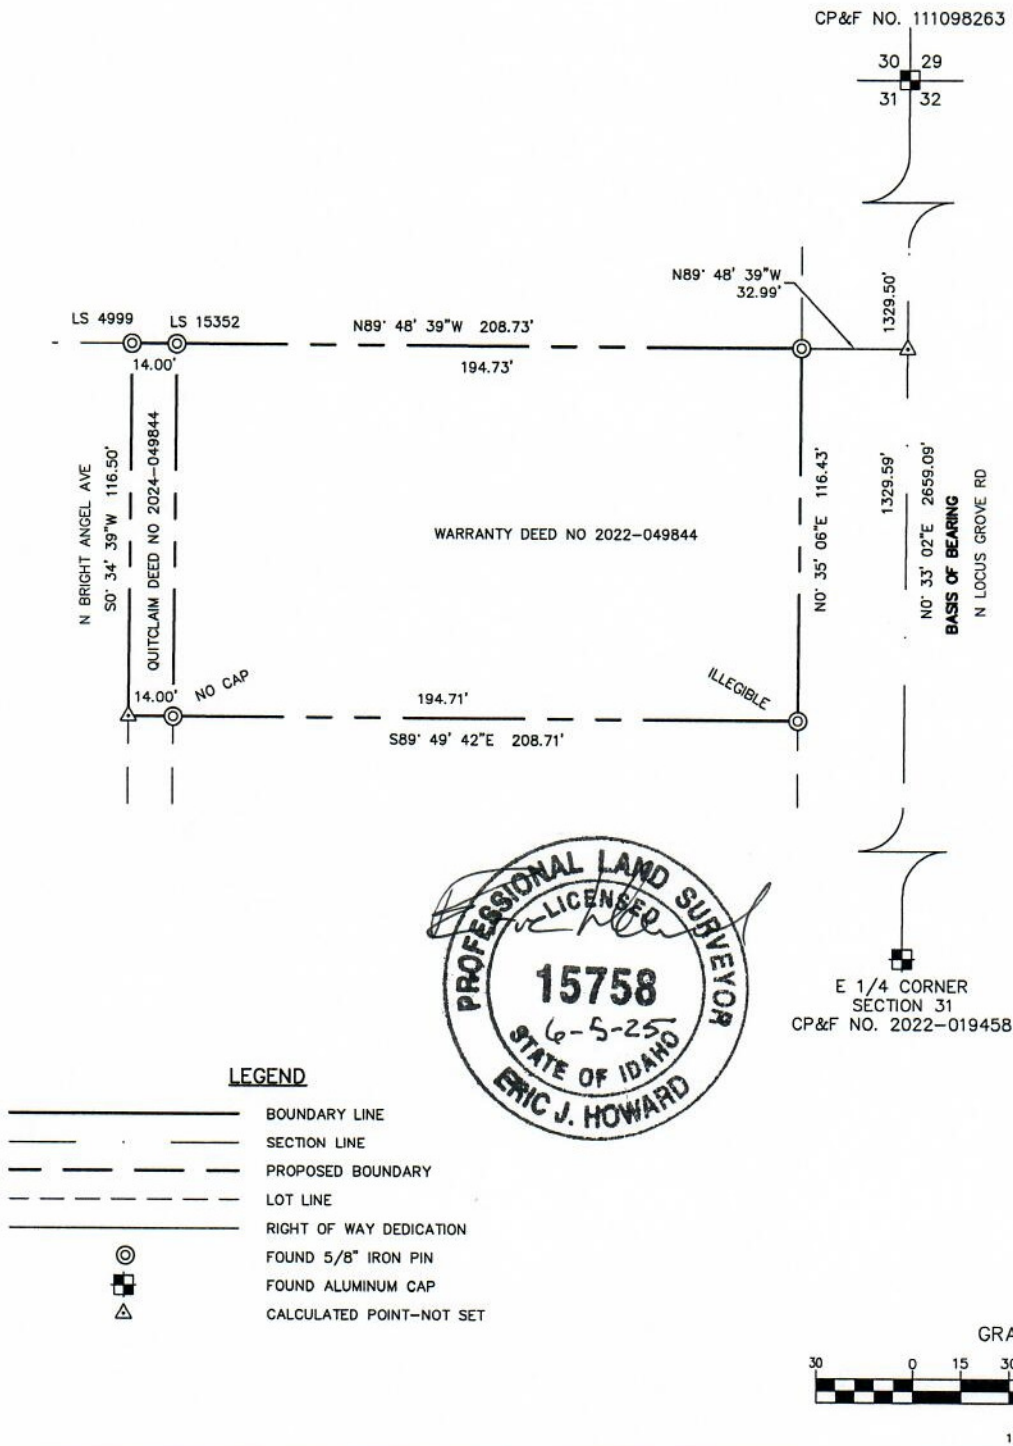 CP&F NO. 111098263
30 29
31 32
N89° 48' 39"W
32.99'
1329.50'
LS 4999
LS 15352
N89° 48' 39"W 208.73'
14.00'
194.73'
N BRIGHT ANGEL AVE
S0° 34' 39"W 116.50'
QUITCLAIM DEED NO 2024-049844
WARRANTY DEED NO 2022-049844
N0° 35' 06"E 116.43'
1329.59'
N0° 33' 02"E 2659.09'
BASIS OF BEARING
N LOCUS GROVE RD
14.00'
NO CAP
194.71'
S89° 49' 42"E 208.71'
ILLEGIBLE
PROFESSIONAL LAND SURVEYOR
LICENSED
15758
6-5-25
STATE OF IDAHO
ERIC J. HOWARD
E 1/4 CORNER
SECTION 31
CP&F NO. 2022-019458
LEGEND
BOUNDARY LINE
SECTION LINE
PROPOSED BOUNDARY
LOT LINE
RIGHT OF WAY DEDICATION
FOUND 5/8" IRON PIN
FOUND ALUMINUM CAP
CALCULATED POINT-NOT SET
GRA
30 0 15 30
1